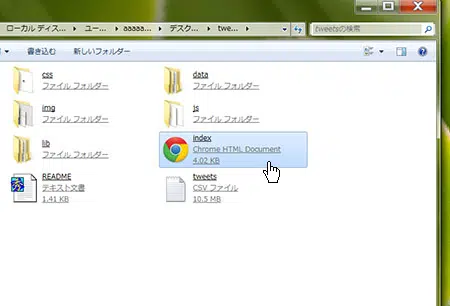 ローカル ディス... ▸ ユー... ▸ aaaaa... ▸ デスク... ▸ twe... ▸
tweetsの検索
書き込む 新しいフォルダー
css
ファイル フォルダー
data
ファイル フォルダー
img
ファイル フォルダー
js
ファイル フォルダー
lib
ファイル フォルダー
index
Chrome HTML Document
4.02 KB
README
テキスト文書
1.41 KB
tweets
CSV ファイル
10.5 MB